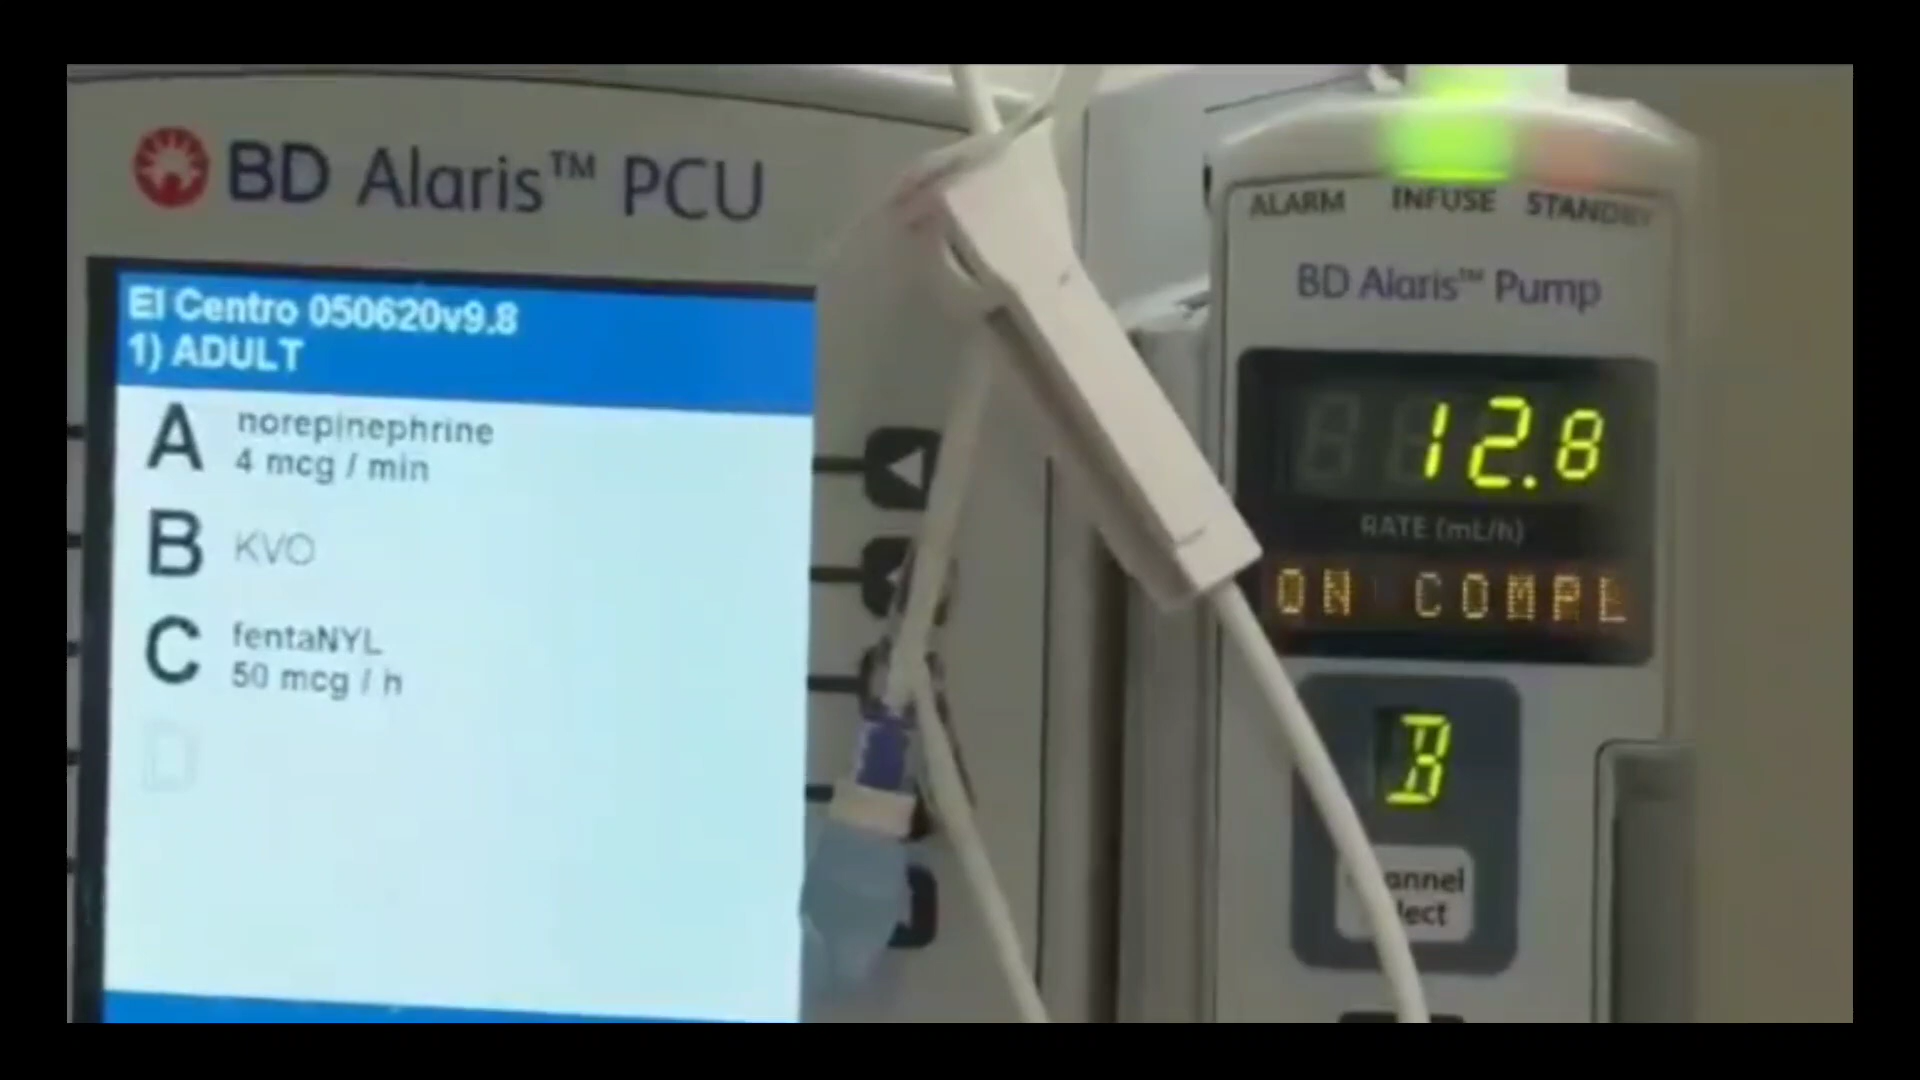 BD Alaris™ PCU
El Centro 050620v9.8
1) ADULT
A norepinephrine
4 mcg / min
B KVO
C fentaNYL
50 mcg / h
D
ALARM INFUSE STANDBY
BD Alaris™ Pump
12.8
RATE (mL/h)
ON COMPL
B